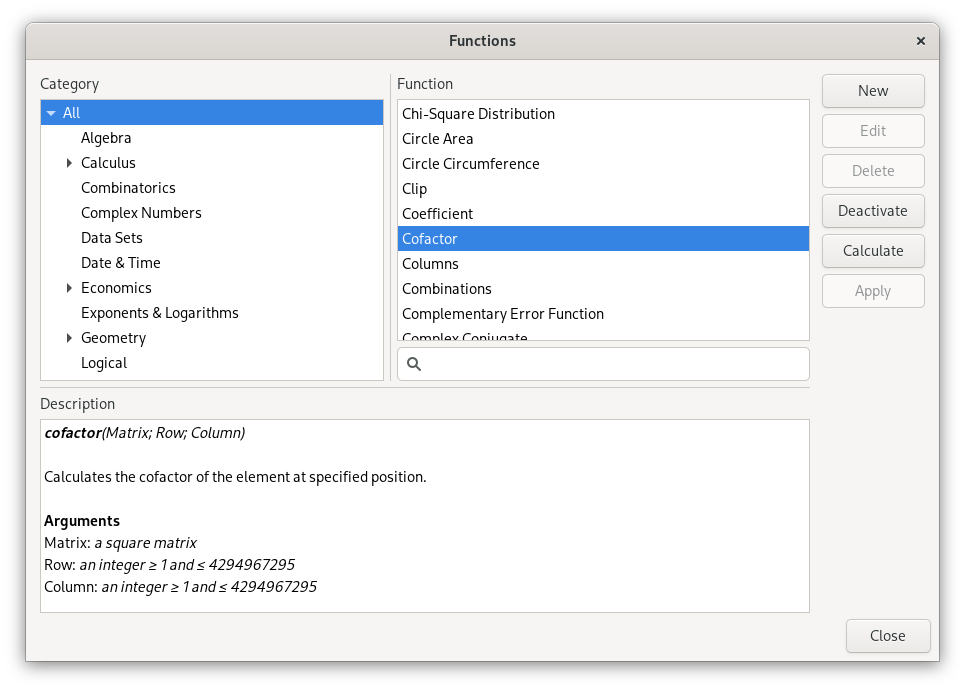 Functions
Category
All
Algebra
Calculus
Combinatorics
Complex Numbers
Data Sets
Date & Time
Economics
Exponents & Logarithms
Geometry
Logical
Function
Chi-Square Distribution
Circle Area
Circle Circumference
Clip
Coefficient
Cofactor
Columns
Combinations
Complementary Error Function
Complex Conjugate
New
Edit
Delete
Deactivate
Calculate
Apply
Description
cofactor(Matrix; Row; Column)
Calculates the cofactor of the element at specified position.
Arguments
Matrix: a square matrix
Row: an integer ≥ 1 and ≤ 4294967295
Column: an integer ≥ 1 and ≤ 4294967295
Close